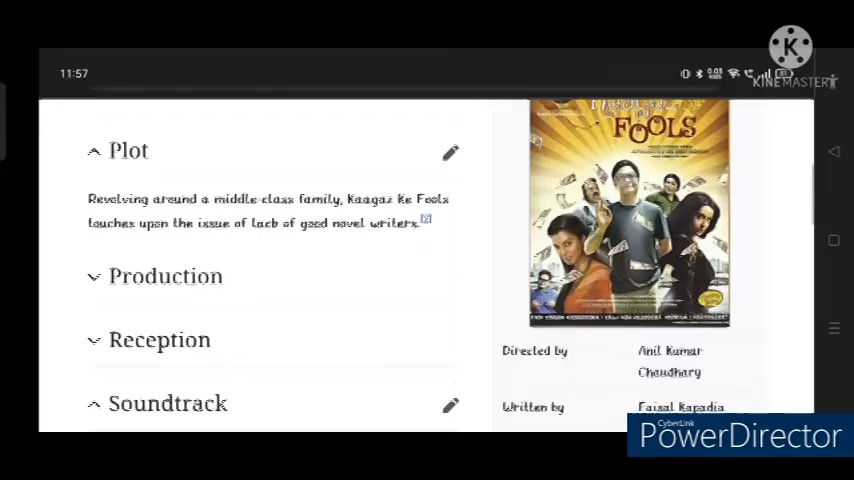 11:57
KINEMASTER
FOOLS
Plot
Revolving around a middle-class family, Kaagaz Ke Fools
touches upon the issue of lack of good novel writers.[2]
Production
Reception
Soundtrack
Directed by
Anil Kumar
Chaudhary
Written by
Faisal Kapadia
CyberLink
PowerDirector